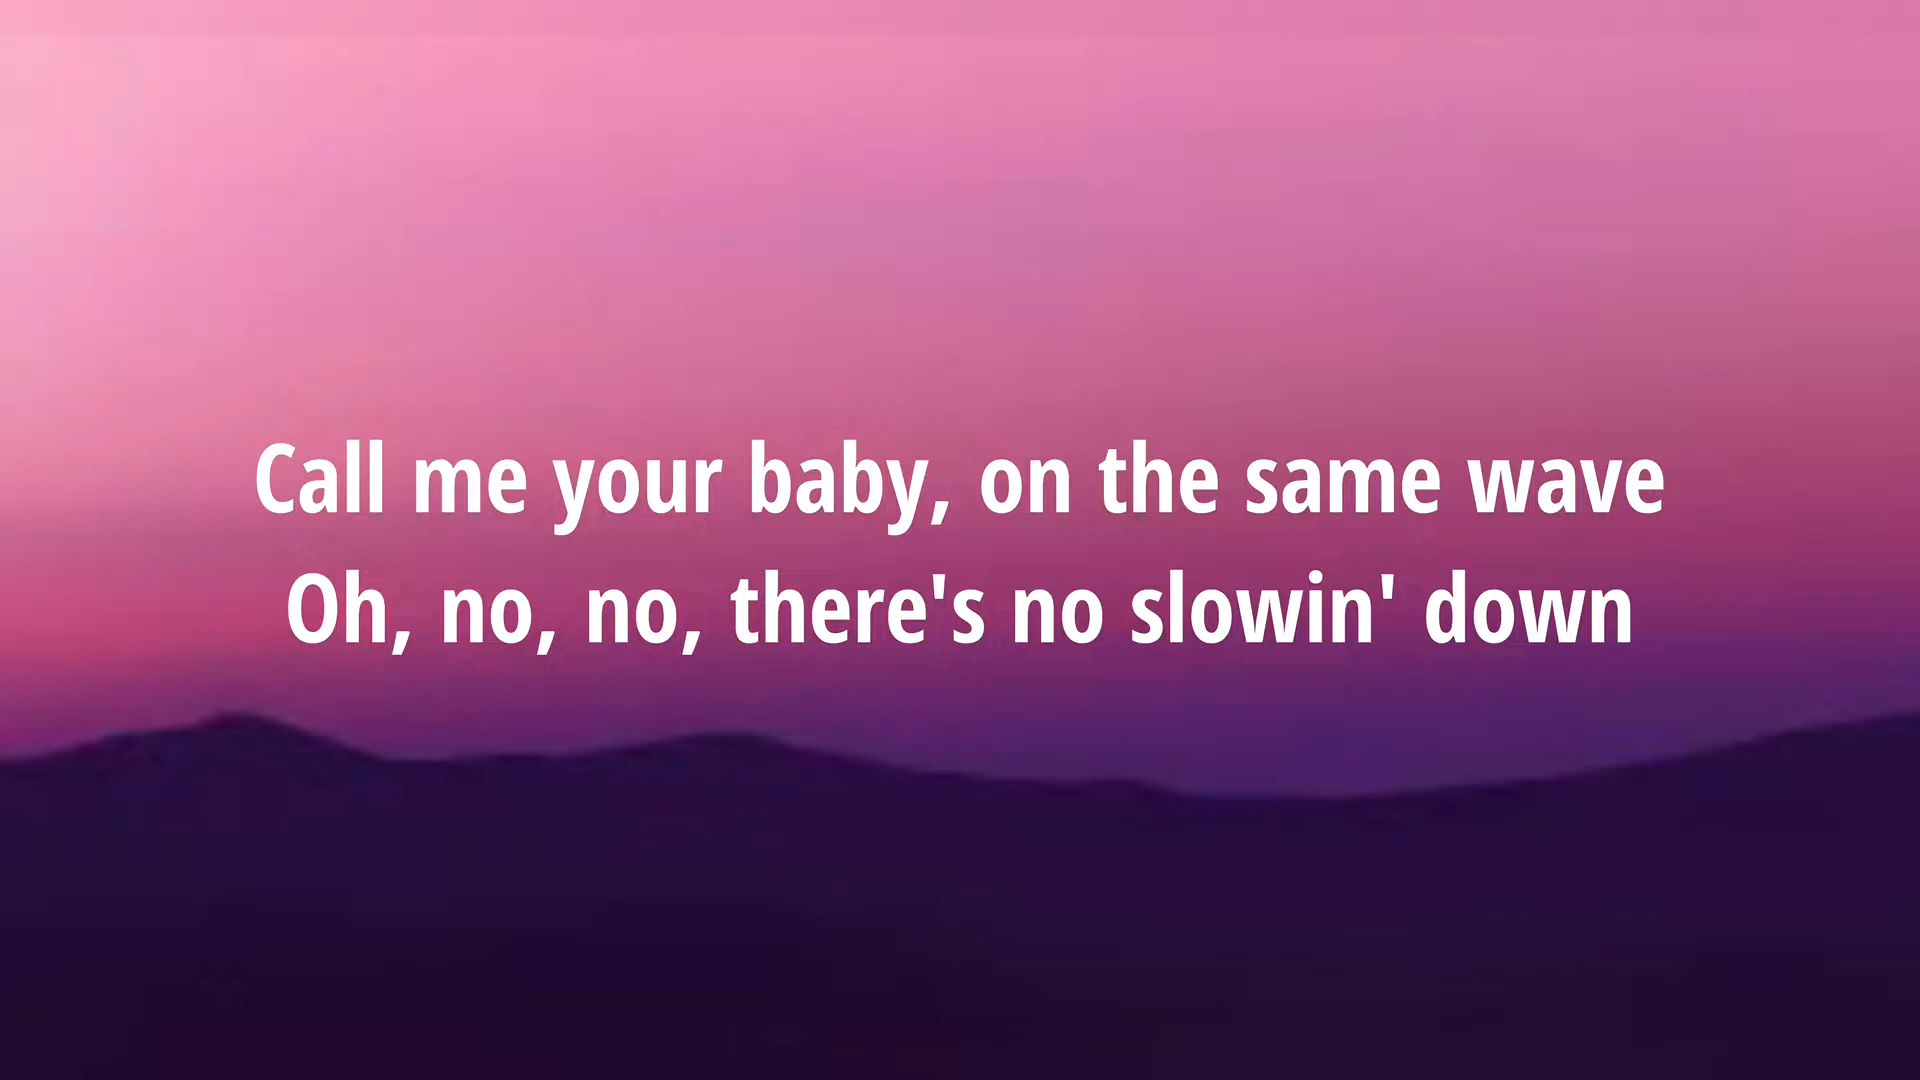 Call me your baby, on the same wave
Oh, no, no, there's no slowin' down